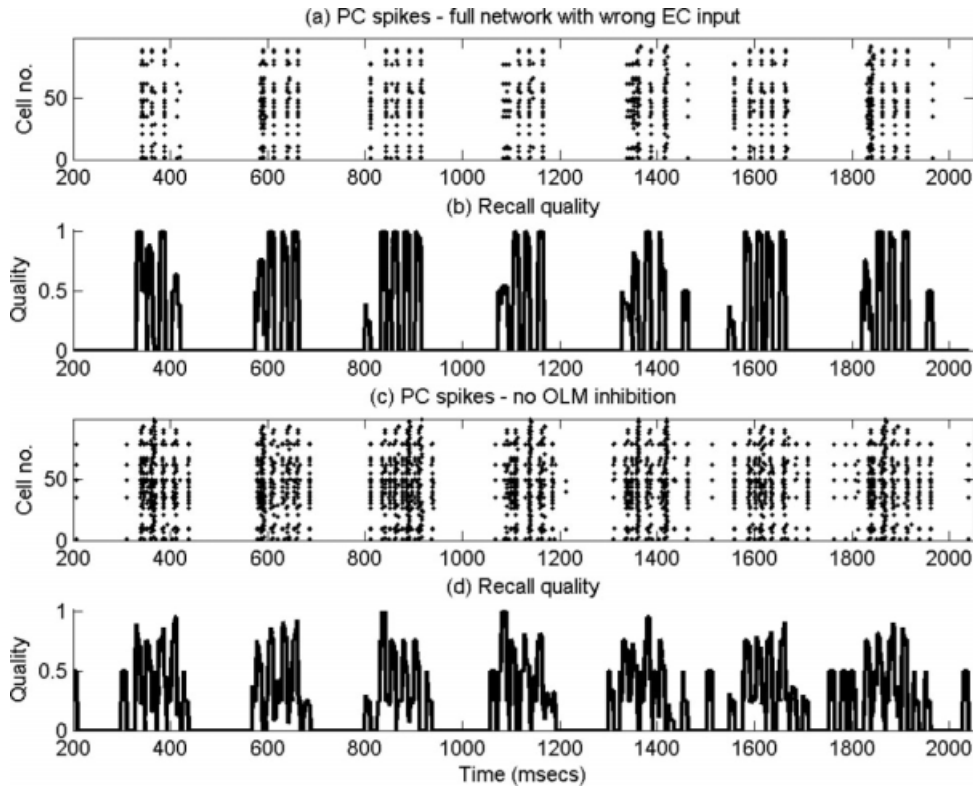 (a) PC spikes - full network with wrong EC input
Cell no.
50
0
200 400 600 800 1000 1200 1400 1600 1800 2000
(b) Recall quality
Quality
1
0.5
0
200 400 600 800 1000 1200 1400 1600 1800 2000
(c) PC spikes - no OLM inhibition
Cell no.
50
0
200 400 600 800 1000 1200 1400 1600 1800 2000
(d) Recall quality
Quality
1
0.5
0
200 400 600 800 1000 1200 1400 1600 1800 2000
Time (msecs)